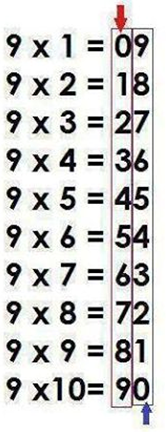 9 x 1 = 09
9 x 2 = 18
9 x 3 = 27
9 x 4 = 36
9 x 5 = 45
9 x 6 = 54
9 x 7 = 63
9 x 8 = 72
9 x 9 = 81
9 x10= 90